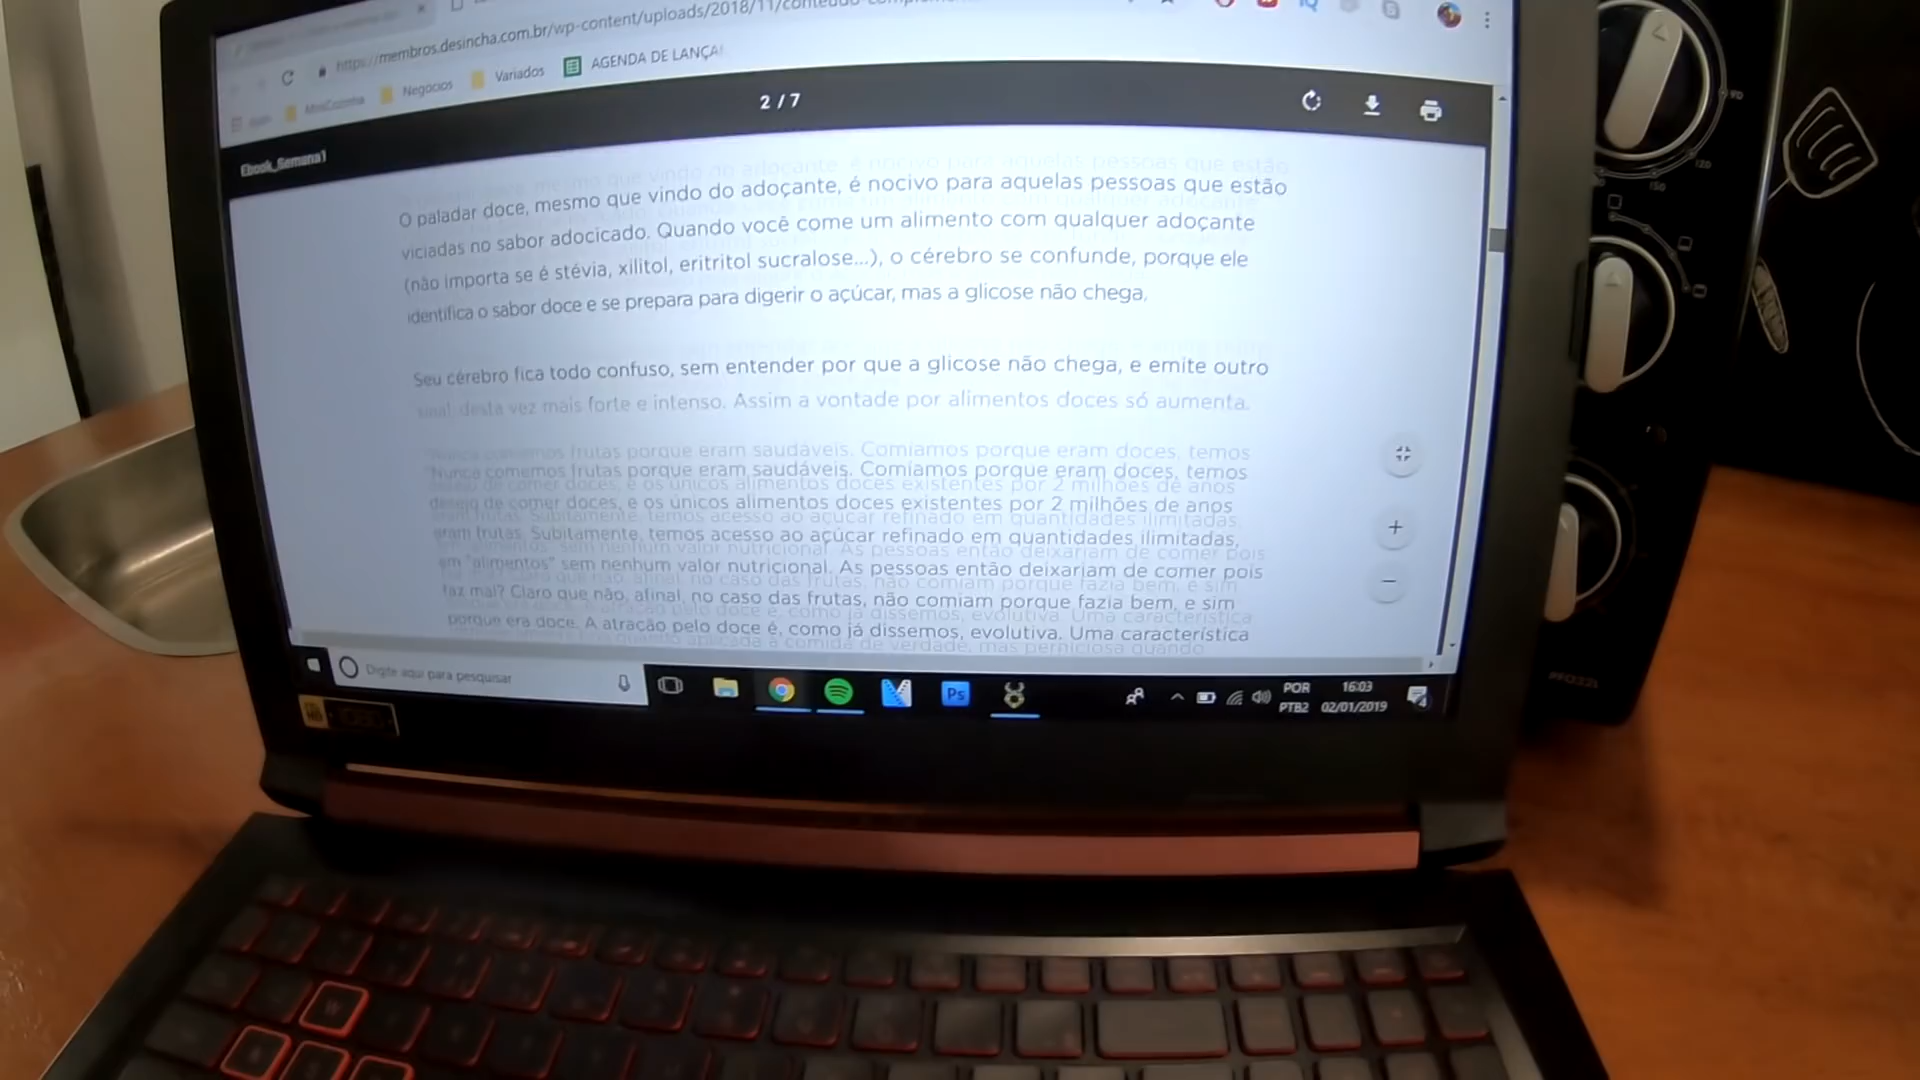 https://membros.desincha.com.br/wp-content/uploads/2018/11/conteudo-
Negócios
Variados
AGENDA DE LANÇA
Ebook_Semana1
2 / 7
O paladar doce, mesmo que vindo do adoçante, é nocivo para aquelas pessoas que estão
viciadas no sabor adocicado. Quando você come um alimento com qualquer adoçante
(não importa se é stévia, xilitol, eritritol sucralose...), o cérebro se confunde, porque ele
identifica o sabor doce e se prepara para digerir o açúcar, mas a glicose não chega,
Seu cérebro fica todo confuso, sem entender por que a glicose não chega, e emite outro
sinal, desta vez mais forte e intenso. Assim a vontade por alimentos doces só aumenta.
"Nunca comemos frutas porque eram saudáveis. Comíamos porque eram doces, temos
desejo de comer doces, e os únicos alimentos doces existentes por 2 milhões de anos
eram frutas. Subitamente, temos acesso ao açúcar refinado em quantidades ilimitadas,
em "alimentos" sem nenhum valor nutricional. As pessoas então deixariam de comer pois
faz mal? Claro que não, afinal, no caso das frutas, não comiam porque fazia bem, e sim
porque era doce. A atração pelo doce é, como já dissemos, evolutiva. Uma característica
Digite aqui para pesquisar
Ps
POR
PTB2
16:03
02/01/2019
4
90
120
150
W